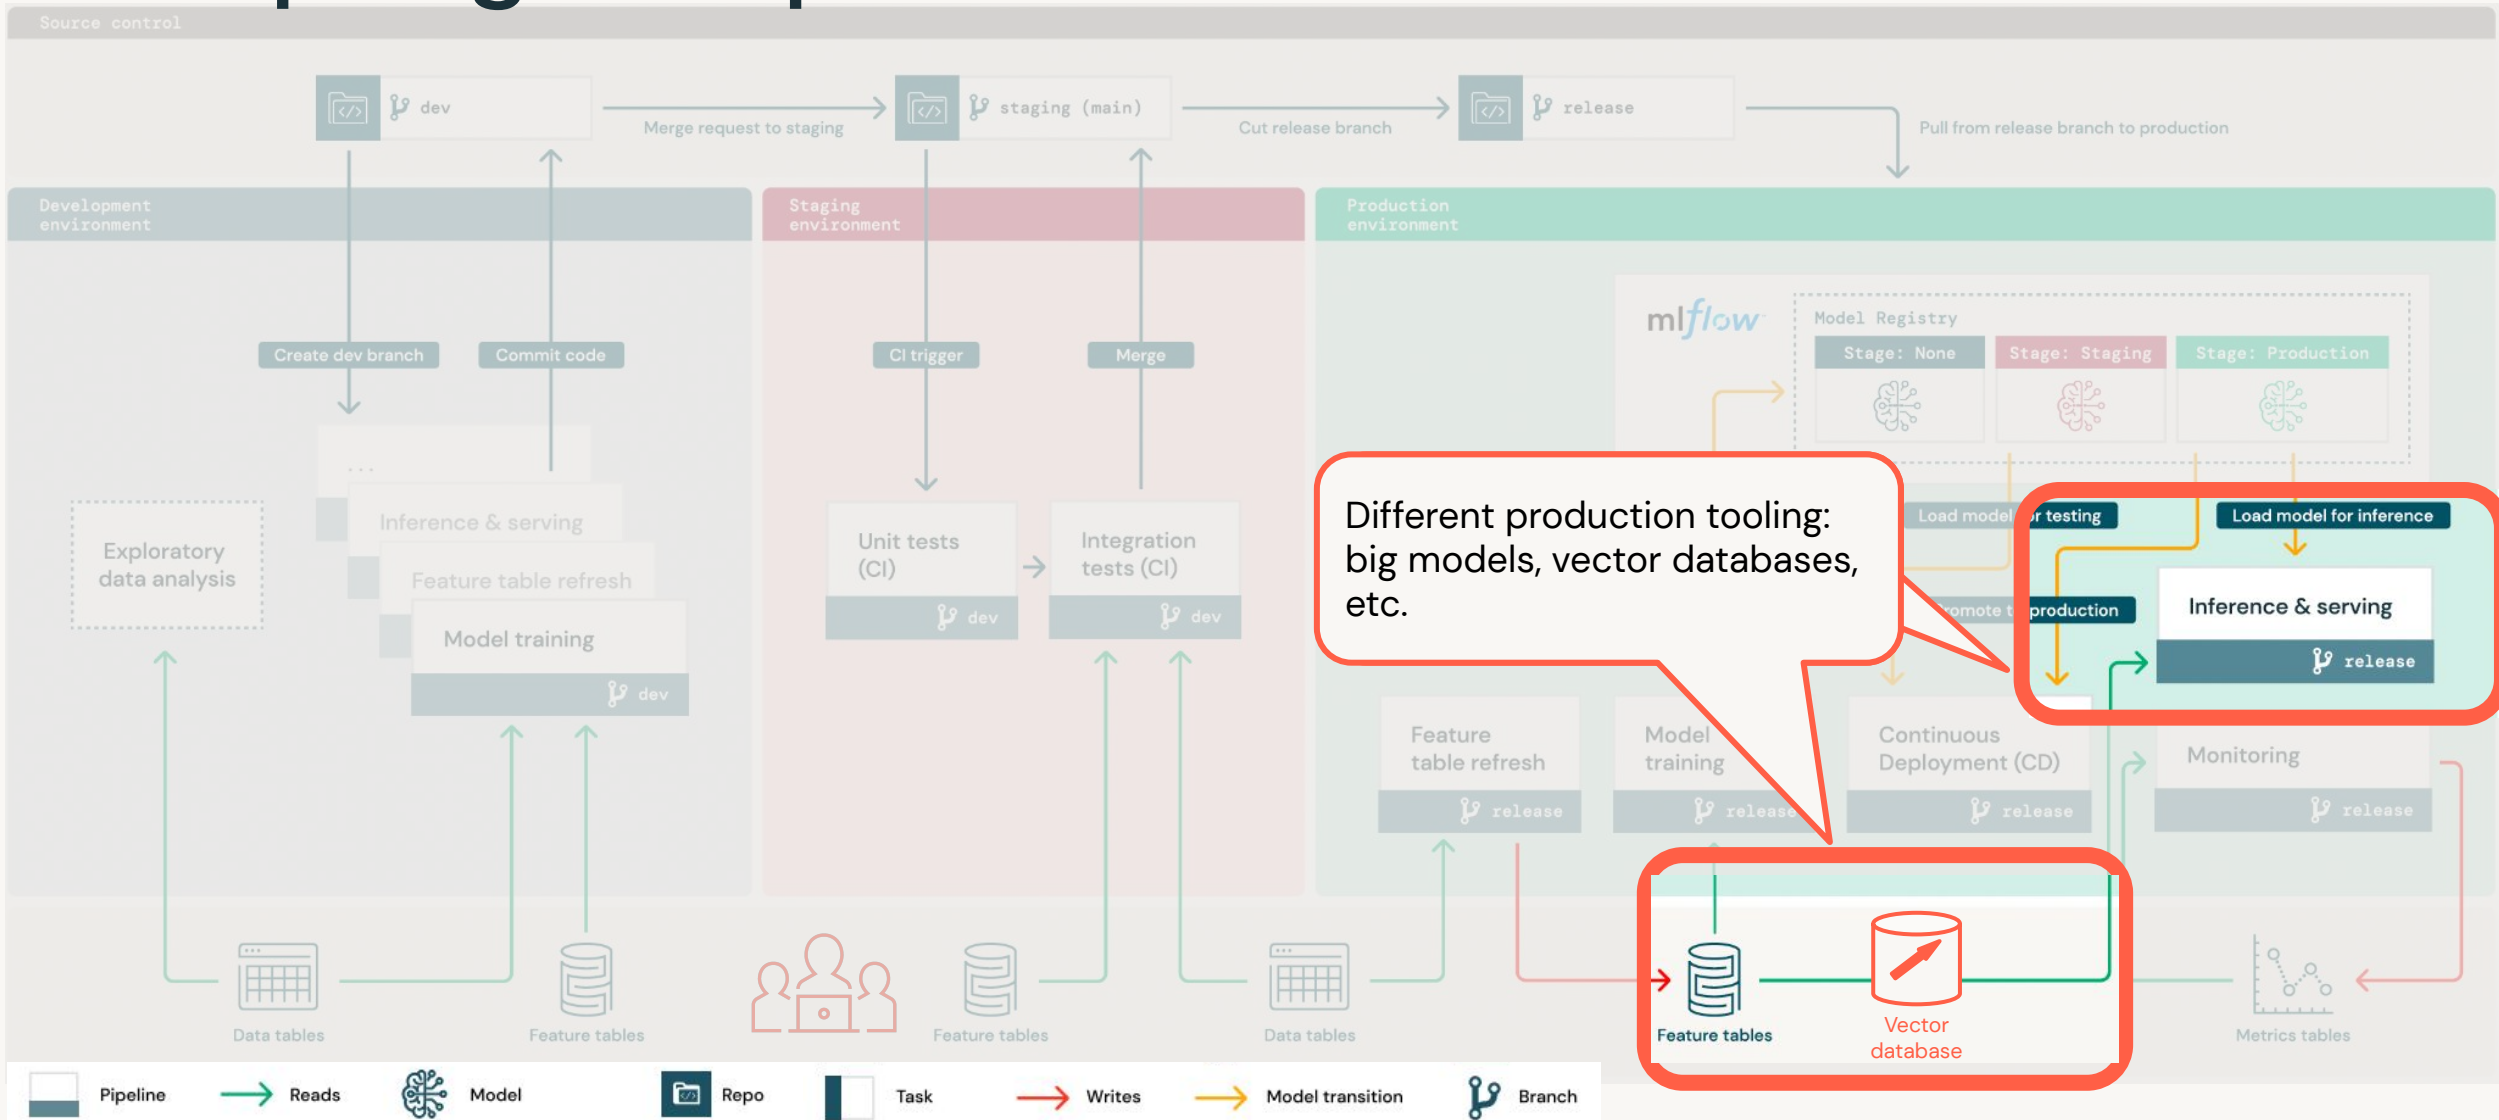 Source control
dev
staging (main)
release
Merge request to staging
Cut release branch
Pull from release branch to production
Development
environment
Staging
environment
Production
environment
mlflow
Model Registry
Stage: None
Stage: Staging
Stage: Production
Create dev branch
Commit code
CI trigger
Merge
...
Inference & serving
Feature table refresh
Model training
dev
Exploratory
data analysis
Unit tests
(CI)
dev
Integration
tests (CI)
dev
Different production tooling:
big models, vector databases,
etc.
Load model for testing
Load model for inference
Promote to production
Inference & serving
release
Feature
table refresh
release
Model
training
release
Continuous
Deployment (CD)
release
Monitoring
release
Data tables
Feature tables
Feature tables
Data tables
Feature tables
Vector
database
Metrics tables
Pipeline
Reads
Model
Repo
Task
Writes
Model transition
Branch